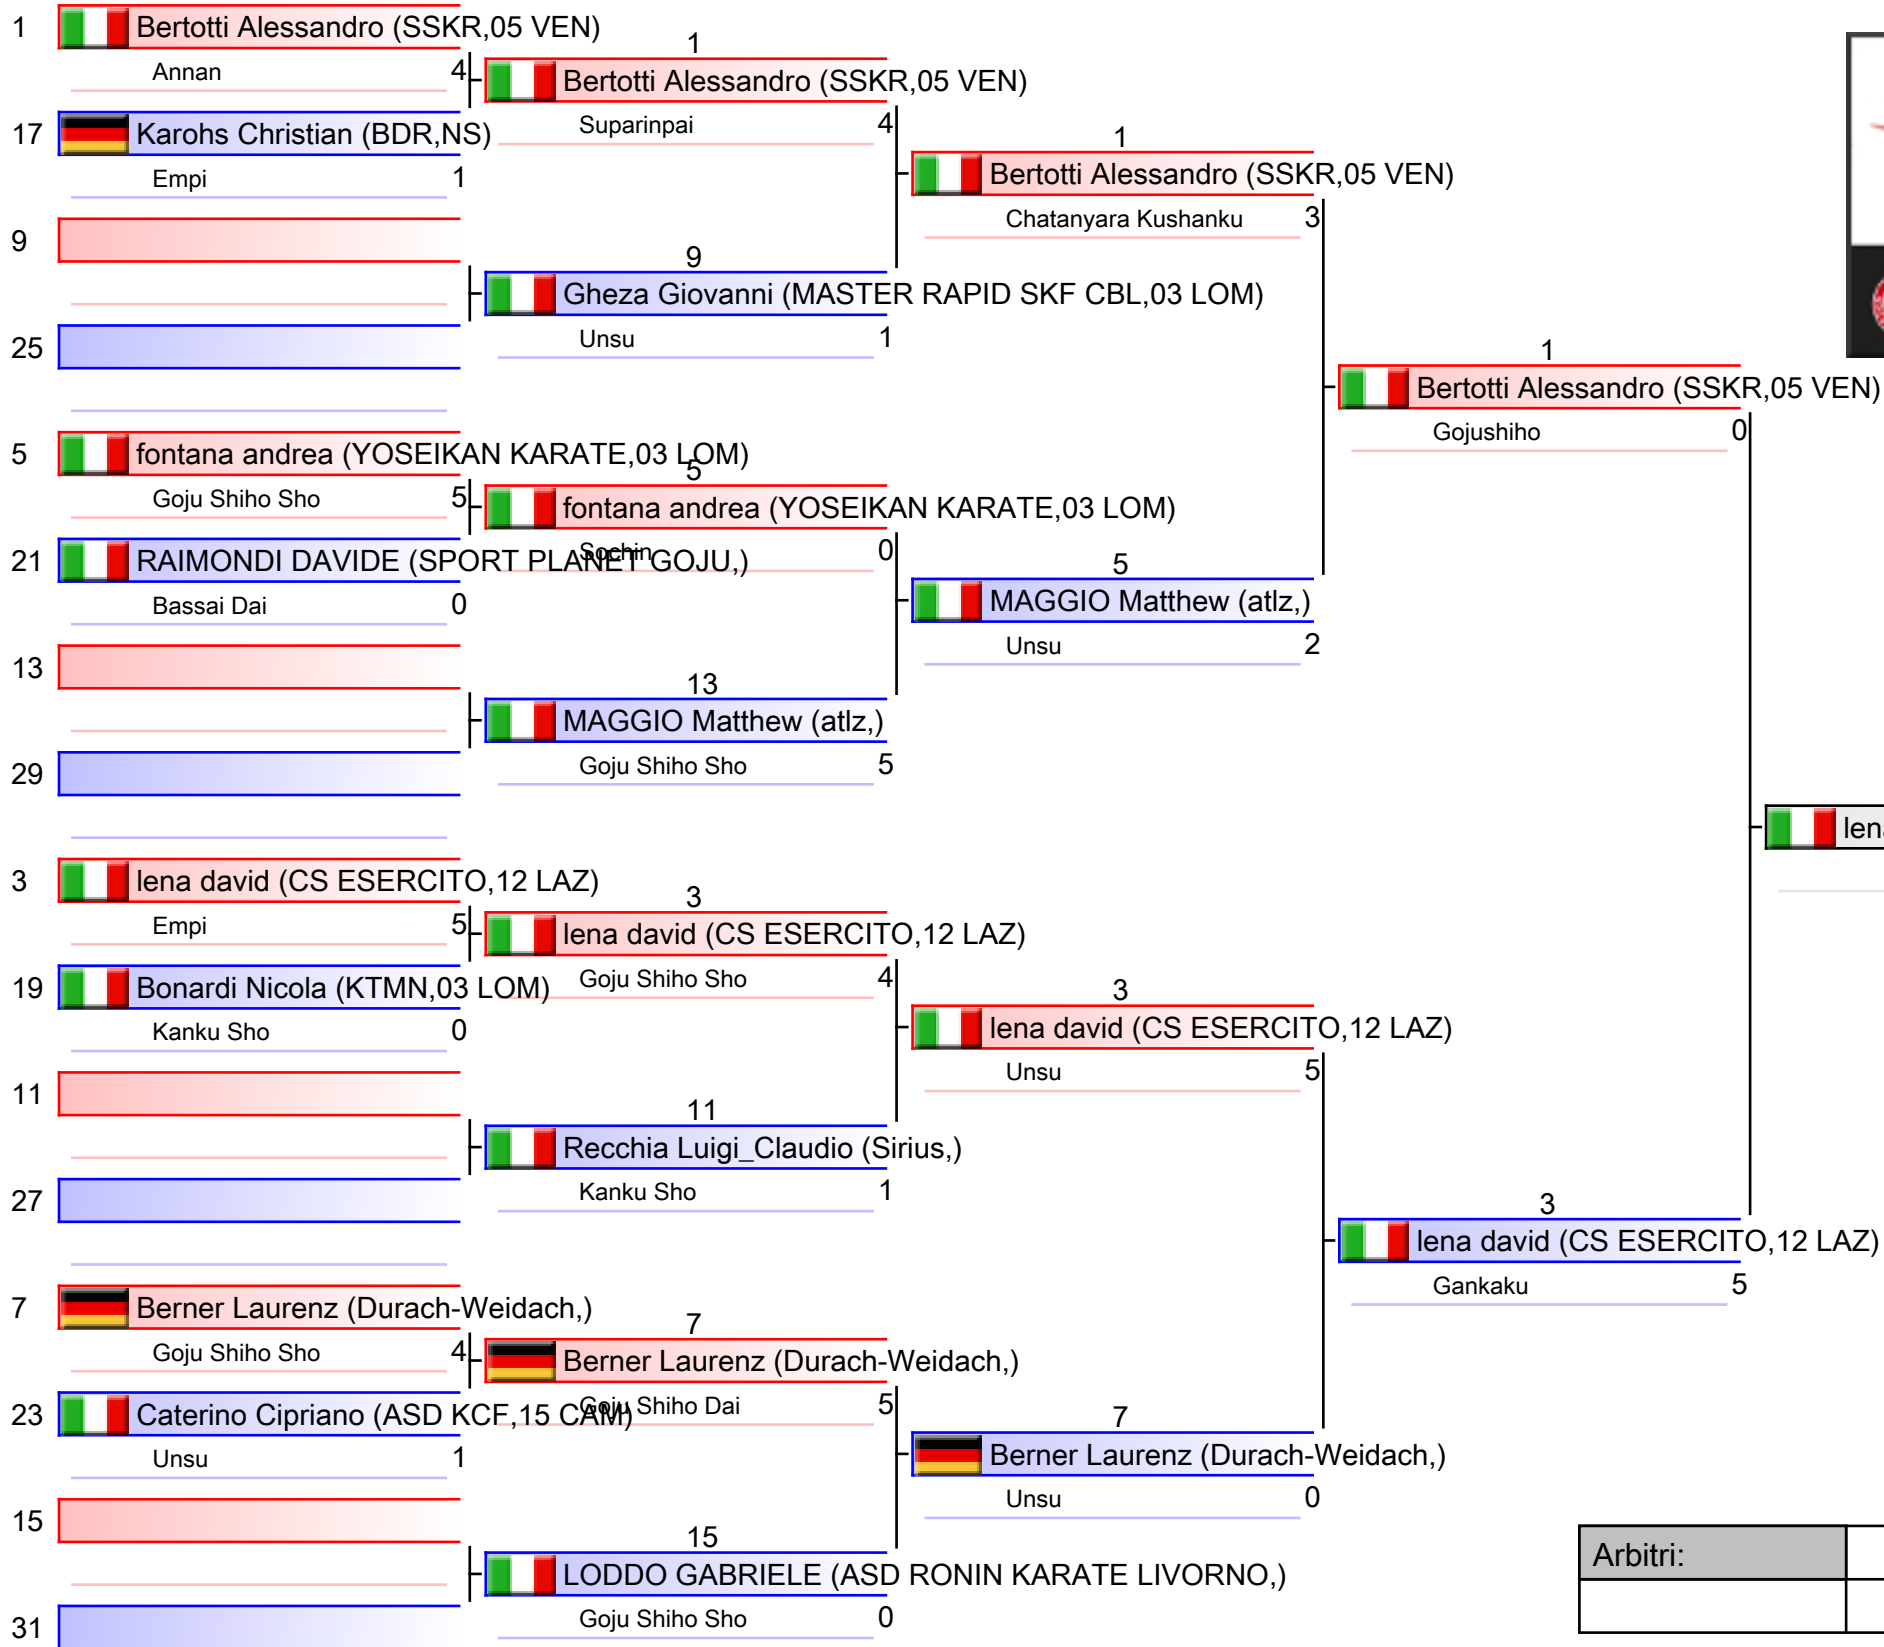 1 Bertotti Alessandro (SSKR,05 VEN)
Annan 4
17 Karohs Christian (BDR,NS)
Empi 1
9
25
5 fontana andrea (YOSEIKAN KARATE,03 LOM)
Goju Shiho Sho 5
21 RAIMONDI DAVIDE (SPORT PLANET GOJU,)
Bassai Dai 0
13
29
3 lena david (CS ESERCITO,12 LAZ)
Empi 5
19 Bonardi Nicola (KTMN,03 LOM)
Kanku Sho 0
11
27
7 Berner Laurenz (Durach-Weidach,)
Goju Shiho Sho 4
23 Caterino Cipriano (ASD KCF,15 CAM)
Unsu 1
15
31
1
Bertotti Alessandro (SSKR,05 VEN)
Suparinpai 4
9
Gheza Giovanni (MASTER RAPID SKF CBL,03 LOM)
Unsu 1
5
fontana andrea (YOSEIKAN KARATE,03 LOM)
Sochin 0
13
MAGGIO Matthew (atlz,)
Goju Shiho Sho 5
3
lena david (CS ESERCITO,12 LAZ)
Goju Shiho Sho 4
11
Recchia Luigi_Claudio (Sirius,)
Kanku Sho 1
7
Berner Laurenz (Durach-Weidach,)
Goju Shiho Dai 5
15
LODDO GABRIELE (ASD RONIN KARATE LIVORNO,)
Goju Shiho Sho 0
1
Bertotti Alessandro (SSKR,05 VEN)
Chatanyara Kushanku 3
5
MAGGIO Matthew (atlz,)
Unsu 2
3
lena david (CS ESERCITO,12 LAZ)
Unsu 5
7
Berner Laurenz (Durach-Weidach,)
Unsu 0
1
Bertotti Alessandro (SSKR,05 VEN)
Gojushiho 0
3
lena david (CS ESERCITO,12 LAZ)
Gankaku 5
Arbitri: